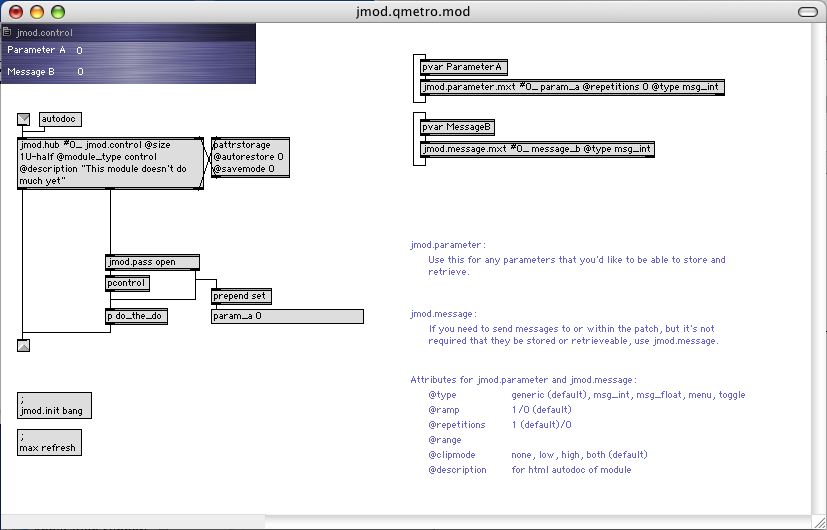 jmod.qmetro.mod
jmod.control
Parameter A 0
Message B 0
autodoc
jmod.hub #0_ jmod.control @size
1U-half @module_type control
@description "This module doesn't do
much yet"
pattrstorage
@autorestore 0
@savemode 0
jmod.pass open
pcontrol
prepend set
p do_the_do
param_a 0
;
jmod.init bang
;
max refresh
pvar ParameterA
jmod.parameter.mxt #0_ param_a @repetitions 0 @type msg_int
pvar MessageB
jmod.message.mxt #0_ message_b @type msg_int
jmod.parameter:
Use this for any parameters that you'd like to be able to store and
retrieve.
jmod.message:
If you need to send messages to or within the patch, but it's not
required that they be stored or retrieveable, use jmod.message.
Attributes for jmod.parameter and jmod.message:
@type generic (default), msg_int, msg_float, menu, toggle
@ramp 1/0 (default)
@repetitions 1 (default)/0
@range
@clipmode none, low, high, both (default)
@description for html autodoc of module